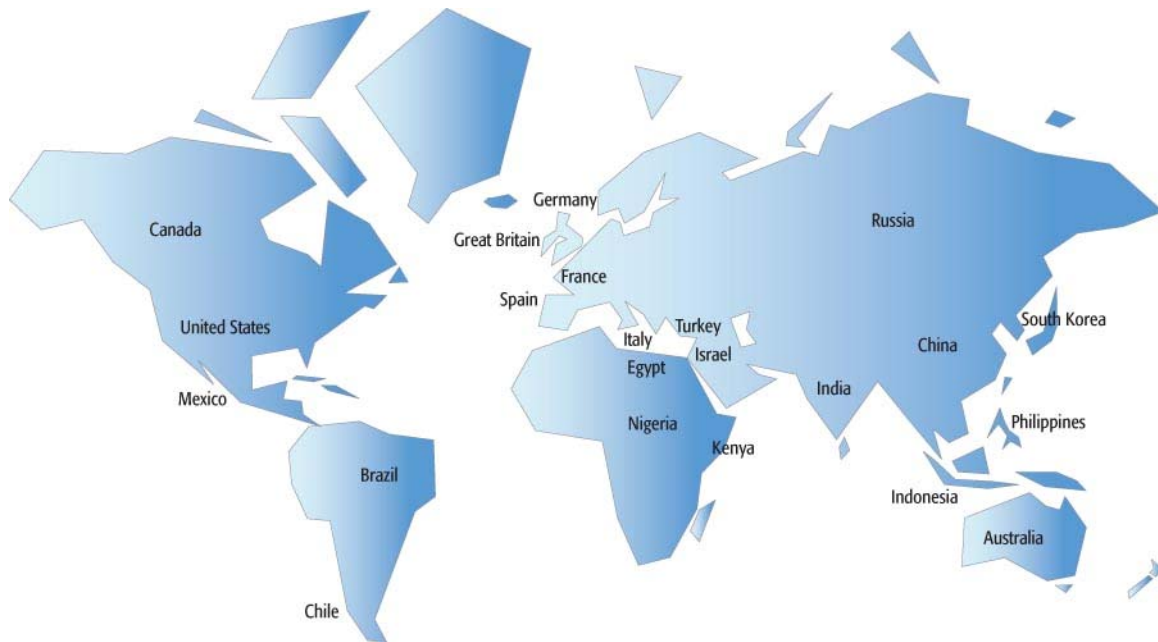 Germany
Russia
Canada
Great Britain
France
Spain
South Korea
United States
Turkey
Italy
China
Israel
Egypt
India
Mexico
Philippines
Nigeria
Kenya
Brazil
Indonesia
Australia
Chile